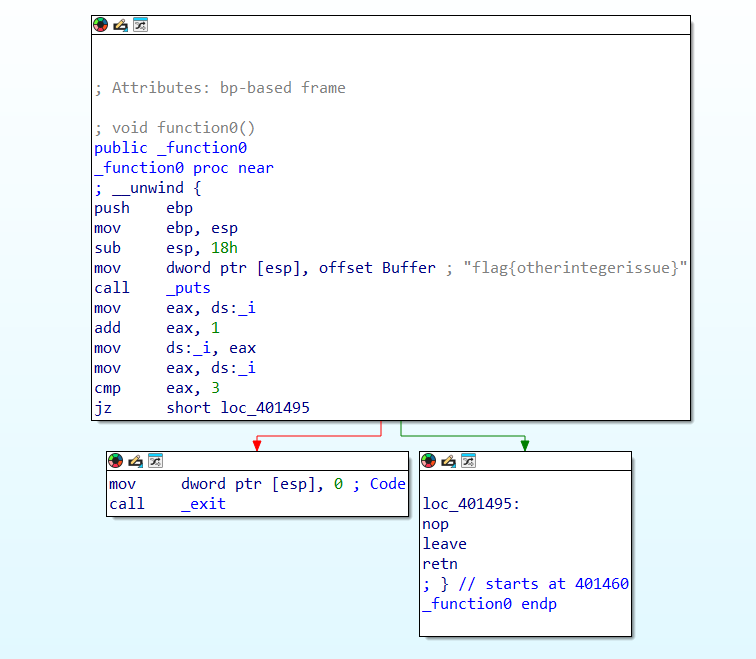 ; Attributes: bp-based frame
; void function0()
public _function0
_function0 proc near
; __unwind {
push    ebp
mov     ebp, esp
sub     esp, 18h
mov     dword ptr [esp], offset Buffer ; "flag{otherintegerissue}"
call    _puts
mov     eax, ds:_i
add     eax, 1
mov     ds:_i, eax
mov     eax, ds:_i
cmp     eax, 3
jz      short loc_401495
mov     dword ptr [esp], 0 ; Code
call    _exit
loc_401495:
nop
leave
retn
; } // starts at 401460
_function0 endp